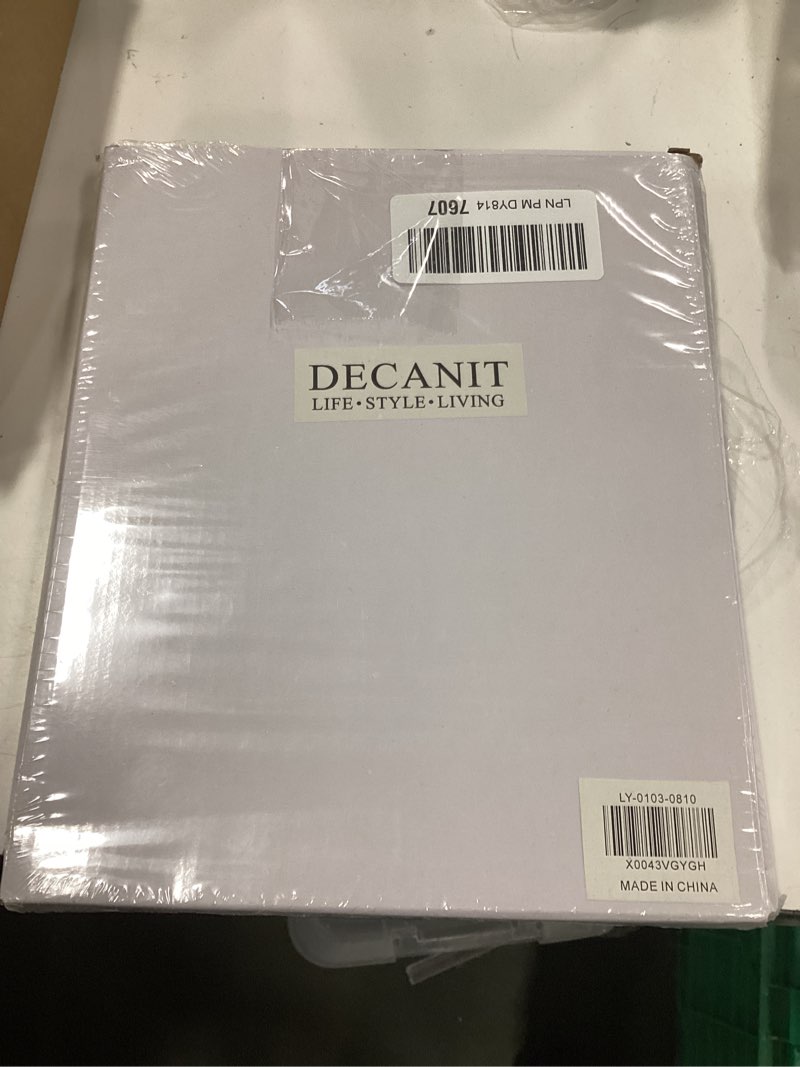 LPN PM DY814 7607
DECANIT
LIFE•STYLE•LIVING
LY-0103-0810
X0043VGYGH
MADE IN CHINA